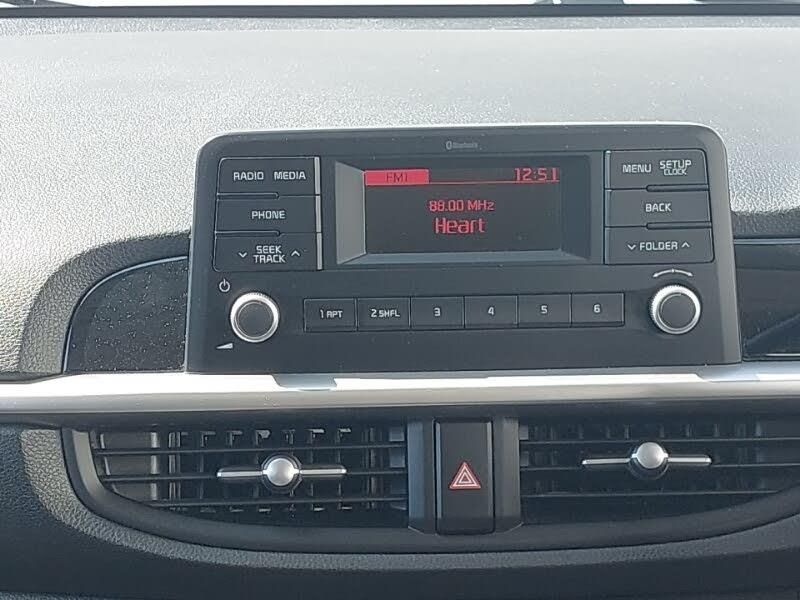 Bluetooth
RADIO MEDIA
PHONE
SEEK
TRACK
FM1 12:51
88.00 MHz
Heart
MENU SETUP
CLOCK
BACK
FOLDER
1 RPT 2 SHFL 3 4 5 6